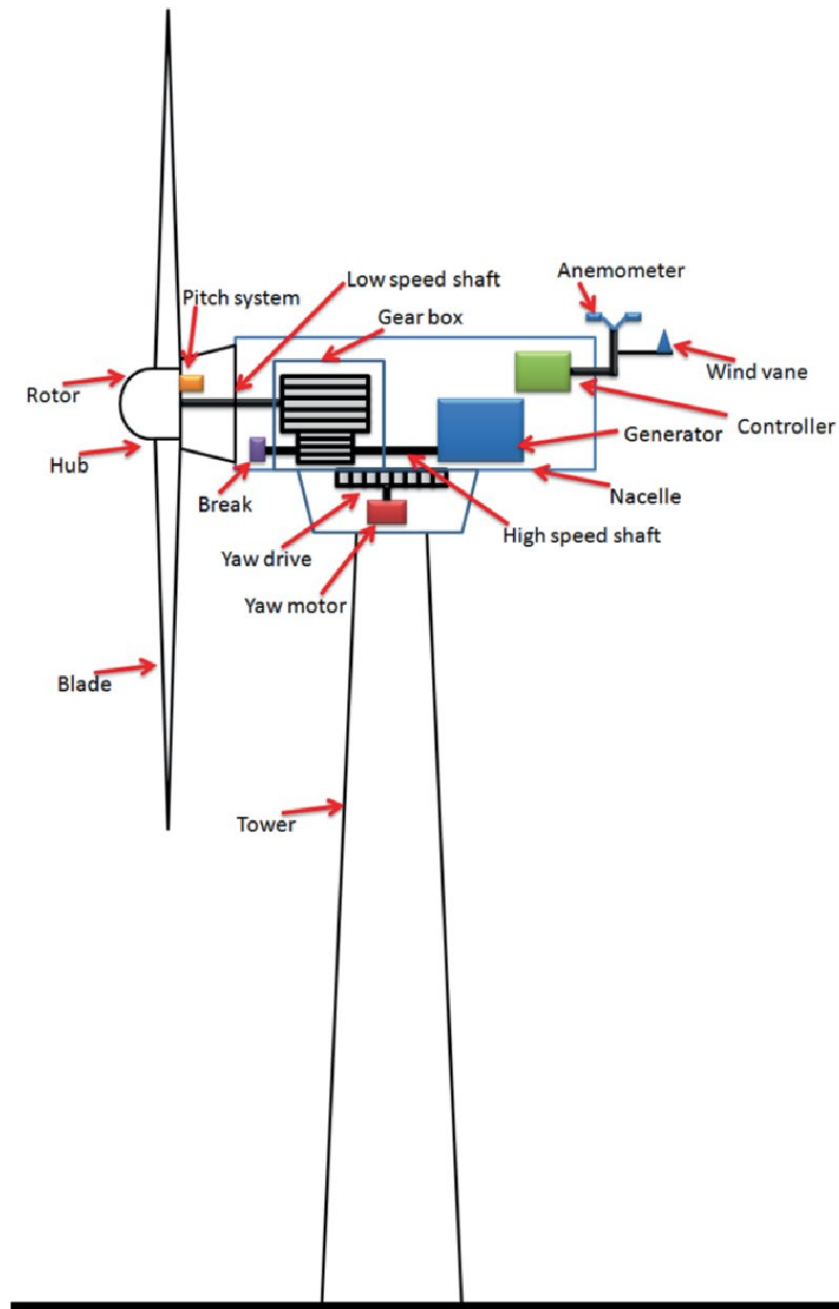 Anemometer
Low speed shaft
Pitch system
Gear box
Wind vane
Rotor
Controller
Generator
Hub
Nacelle
Break
High speed shaft
Yaw drive
Yaw motor
Blade
Tower